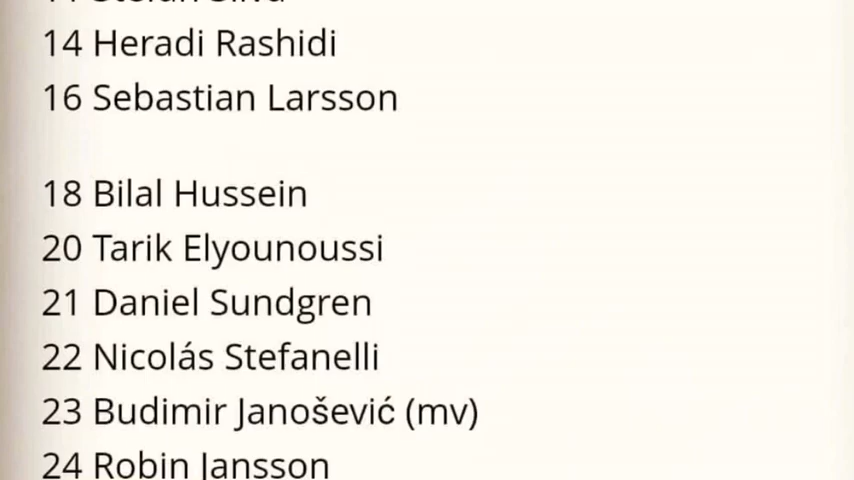 14 Heradi Rashidi
16 Sebastian Larsson
18 Bilal Hussein
20 Tarik Elyounoussi
21 Daniel Sundgren
22 Nicolás Stefanelli
23 Budimir Janošević (mv)
24 Robin Jansson